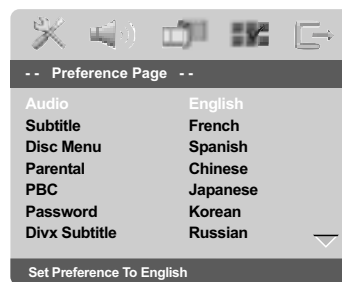 -- Preference Page --
Audio English
Subtitle French
Disc Menu Spanish
Parental Chinese
PBC Japanese
Password Korean
Divx Subtitle Russian
Set Preference To English